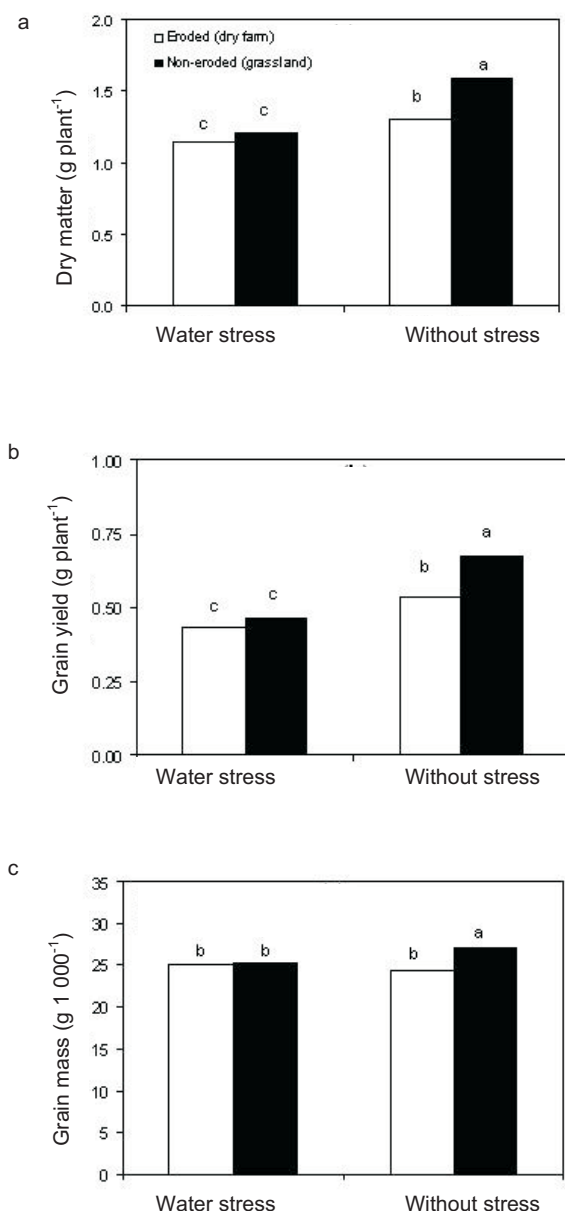 a
2.0
Eroded (dry farm)
Non-eroded (grassland)
a
b
1.5
c c
1.0
0.5
0.0
Dry matter (g plant⁻¹)
Water stress Without stress
b
1.00
a
0.75
b
c c
0.50
0.25
0.00
Grain yield (g plant⁻¹)
Water stress Without stress
c
35
30
a
b b b
25
20
15
10
5
0
Grain mass (g 1 000⁻¹)
Water stress Without stress